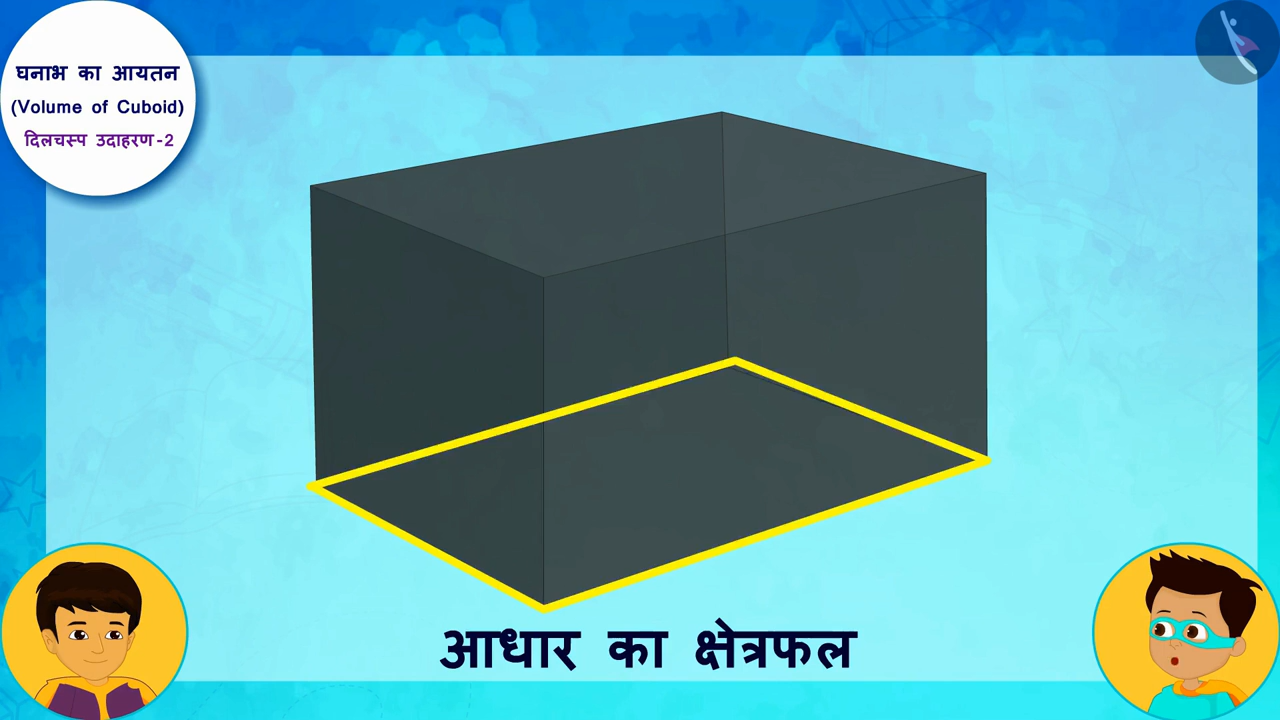 घनाभ का आयतन
(Volume of Cuboid)
दिलचस्प उदाहरण-2
आधार का क्षेत्रफल